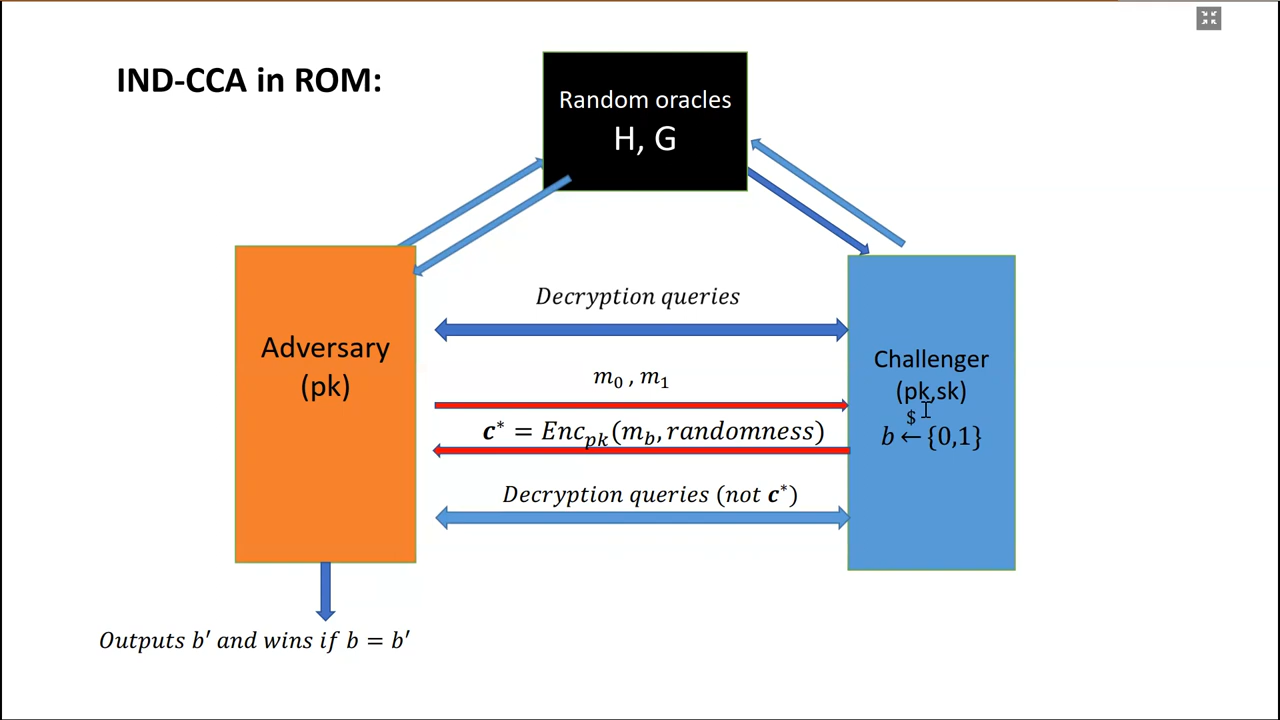 IND-CCA in ROM:
Random oracles
H, G
Decryption queries
Adversary
(pk)
m₀ , m₁
Challenger
(pk,sk)
b ←$ {0,1}
c* = Encₚₖ(m_b, randomness)
Decryption queries (not c*)
Outputs b′ and wins if b = b′